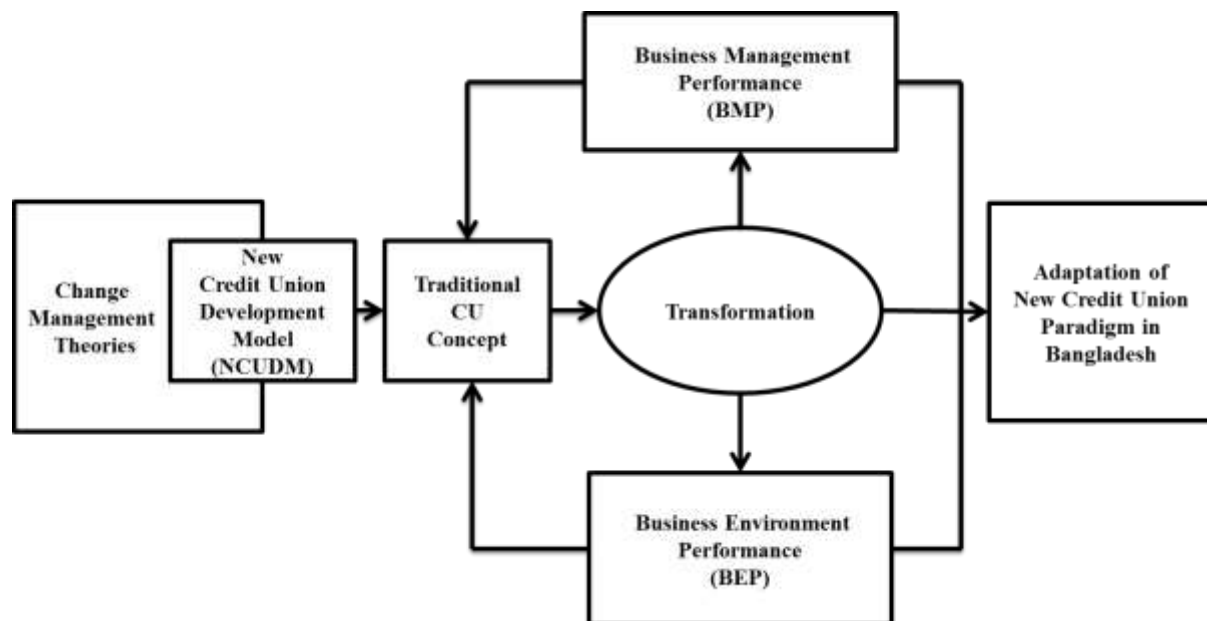 Business Management
Performance
(BMP)
Change
Management
Theories
New
Credit Union
Development
Model
(NCUDM)
Traditional
CU
Concept
Transformation
Adaptation of
New Credit Union
Paradigm in
Bangladesh
Business Environment
Performance
(BEP)